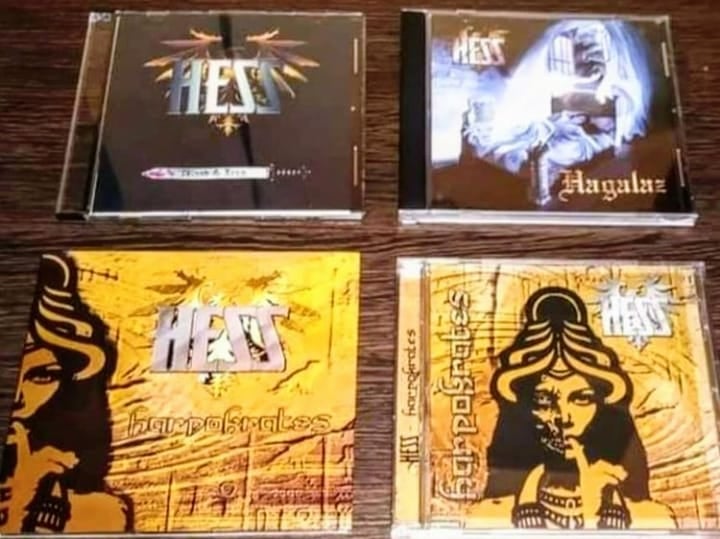 HESS
HESS
Hagalaz
HESS
harpokrates
HESS - harpokrates
harpokrates
HESS